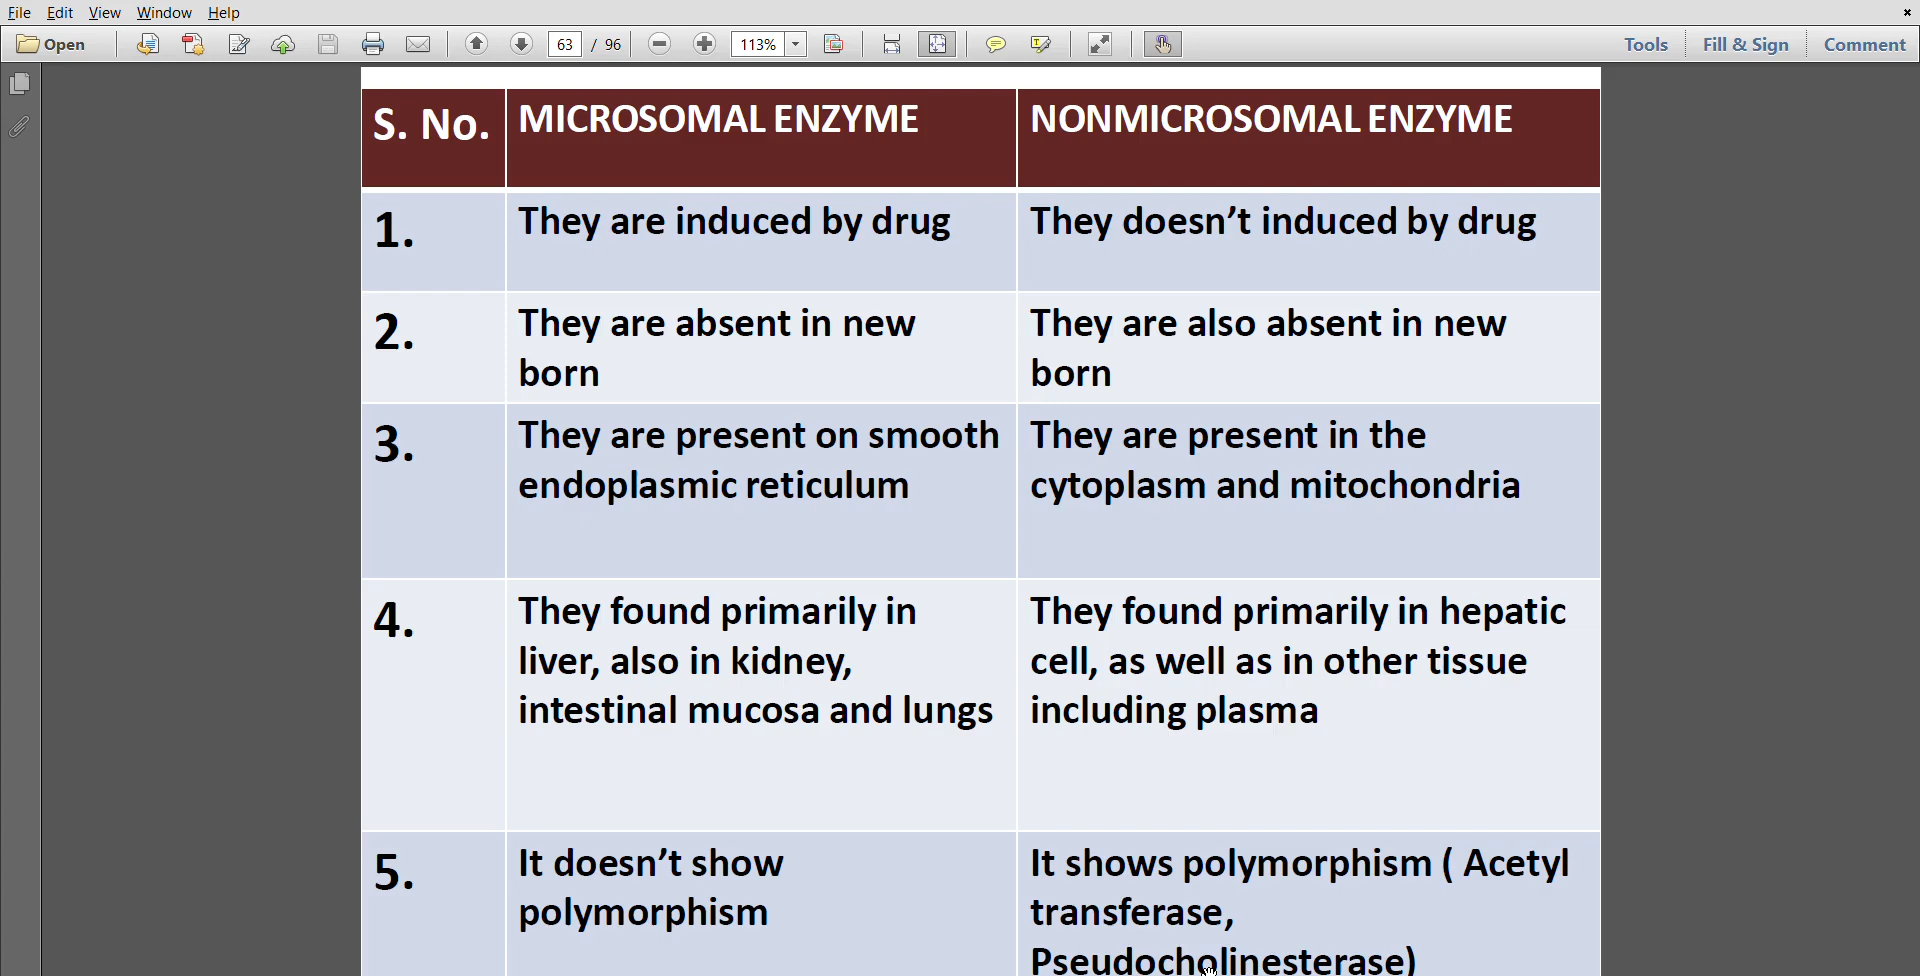 File Edit View Window Help
Open 63 / 96 113% Tools Fill & Sign Comment
S. No. MICROSOMAL ENZYME NONMICROSOMAL ENZYME
1. They are induced by drug They doesn’t induced by drug
2. They are absent in new They are also absent in new
born born
3. They are present on smooth They are present in the
endoplasmic reticulum cytoplasm and mitochondria
4. They found primarily in They found primarily in hepatic
liver, also in kidney, cell, as well as in other tissue
intestinal mucosa and lungs including plasma
5. It doesn’t show It shows polymorphism ( Acetyl
polymorphism transferase,
Pseudocholinesterase)